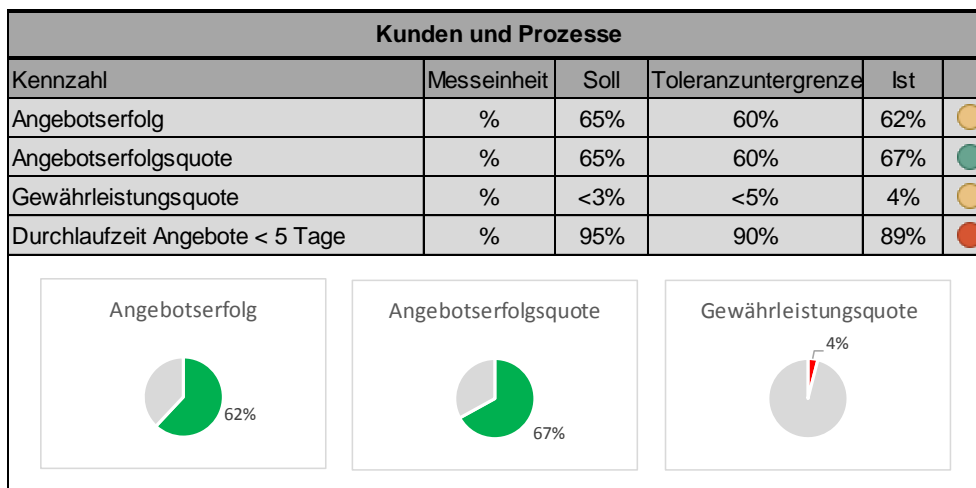 Kunden und Prozesse
Kennzahl Messeinheit Soll Toleranzuntergrenze Ist
Angebotserfolg % 65% 60% 62%
Angebotserfolgsquote % 65% 60% 67%
Gewährleistungsquote % <3% <5% 4%
Durchlaufzeit Angebote < 5 Tage % 95% 90% 89%
Angebotserfolg
62%
Angebotserfolgsquote
67%
Gewährleistungsquote
4%